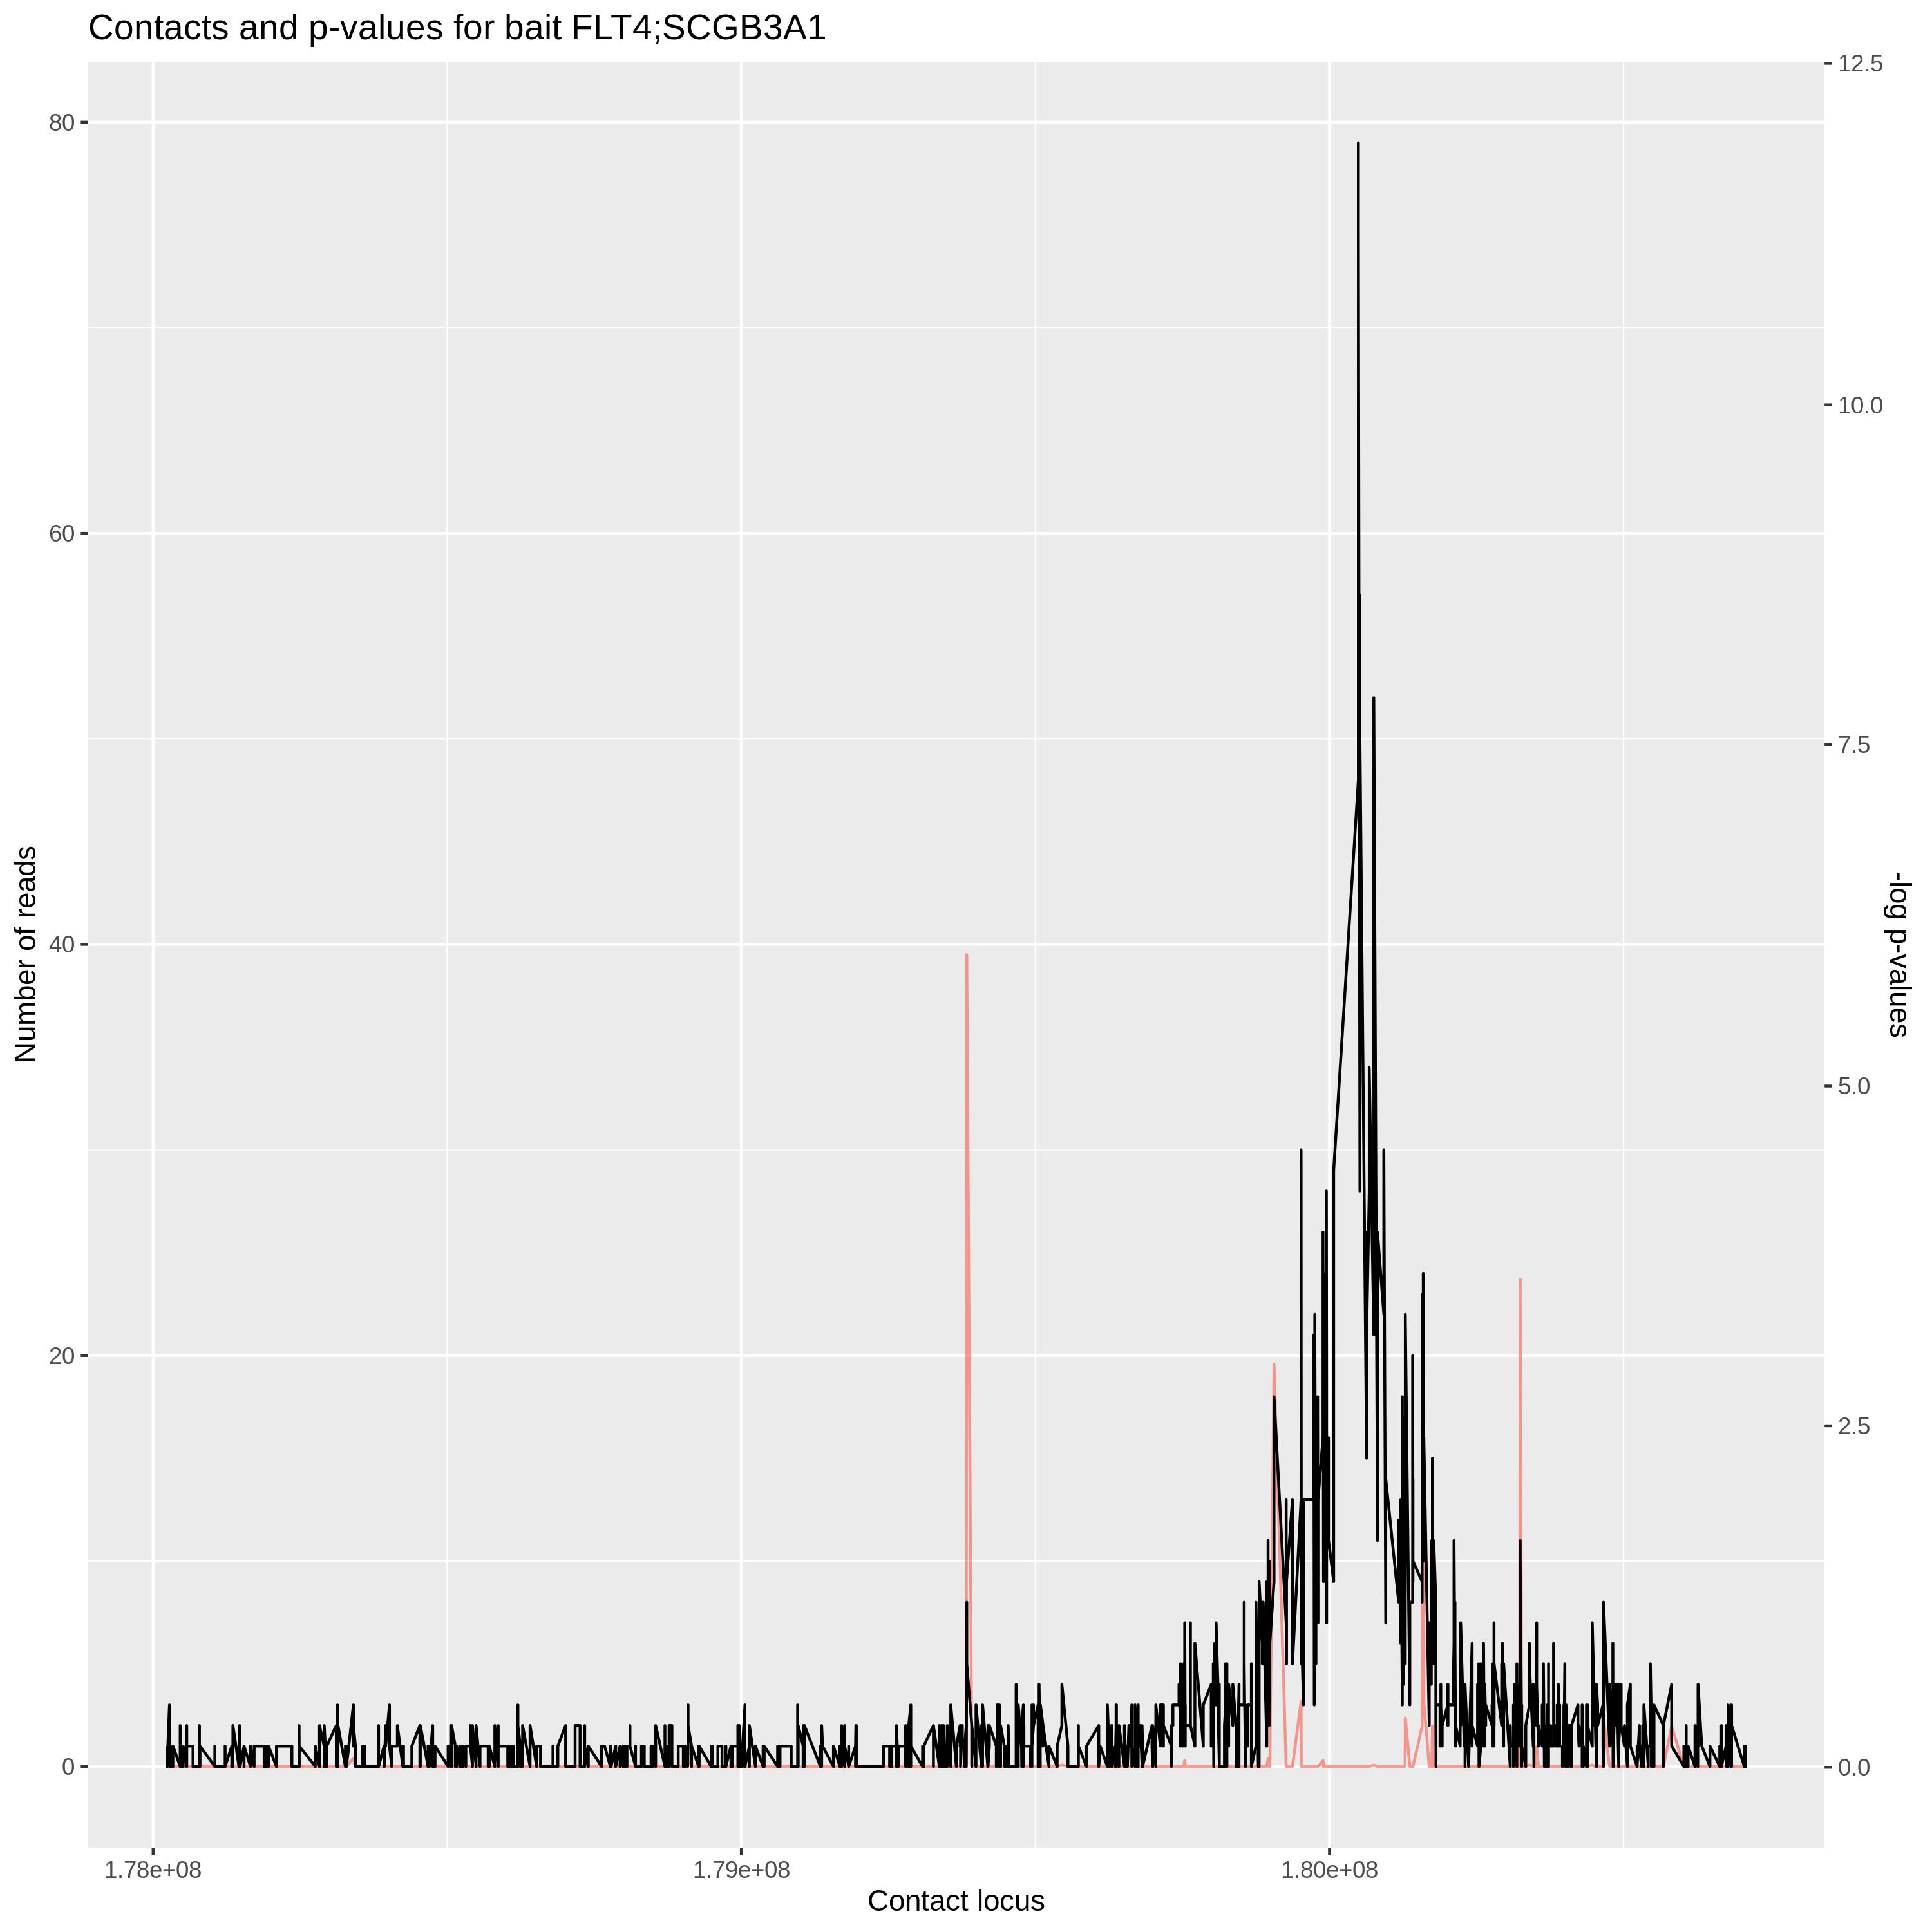 Contacts and p-values for bait FLT4;SCGB3A1
12.5
80
10.0
60
7.5
Number of reads
-log p-values
40
5.0
20
2.5
0
0.0
1.78e+08 1.79e+08 1.80e+08
Contact locus